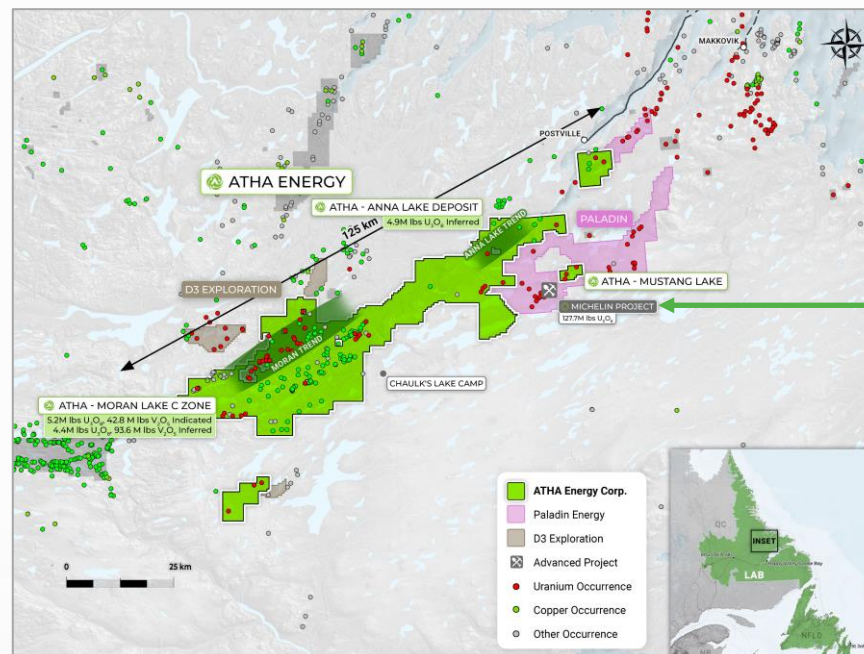 MAKKOVIK
POSTVILLE
ATHA ENERGY
ATHA - ANNA LAKE DEPOSIT
4.9M lbs U₃O₈ Inferred
125 km
ANNA LAKE TREND
PALADIN
D3 EXPLORATION
ATHA - MUSTANG LAKE
MICHELIN PROJECT
127.7M lbs U₃O₈
MORAN TREND
CHAULK'S LAKE CAMP
ATHA - MORAN LAKE C ZONE
5.2M lbs U₃O₈, 42.8 M lbs V₂O₅ Indicated
4.4M lbs U₃O₈, 93.6 M lbs V₂O₅ Inferred
0 25 km
ATHA Energy Corp.
Paladin Energy
D3 Exploration
Advanced Project
Uranium Occurrence
Copper Occurrence
Other Occurrence
QC
INSET
LAB
NFLD
NB